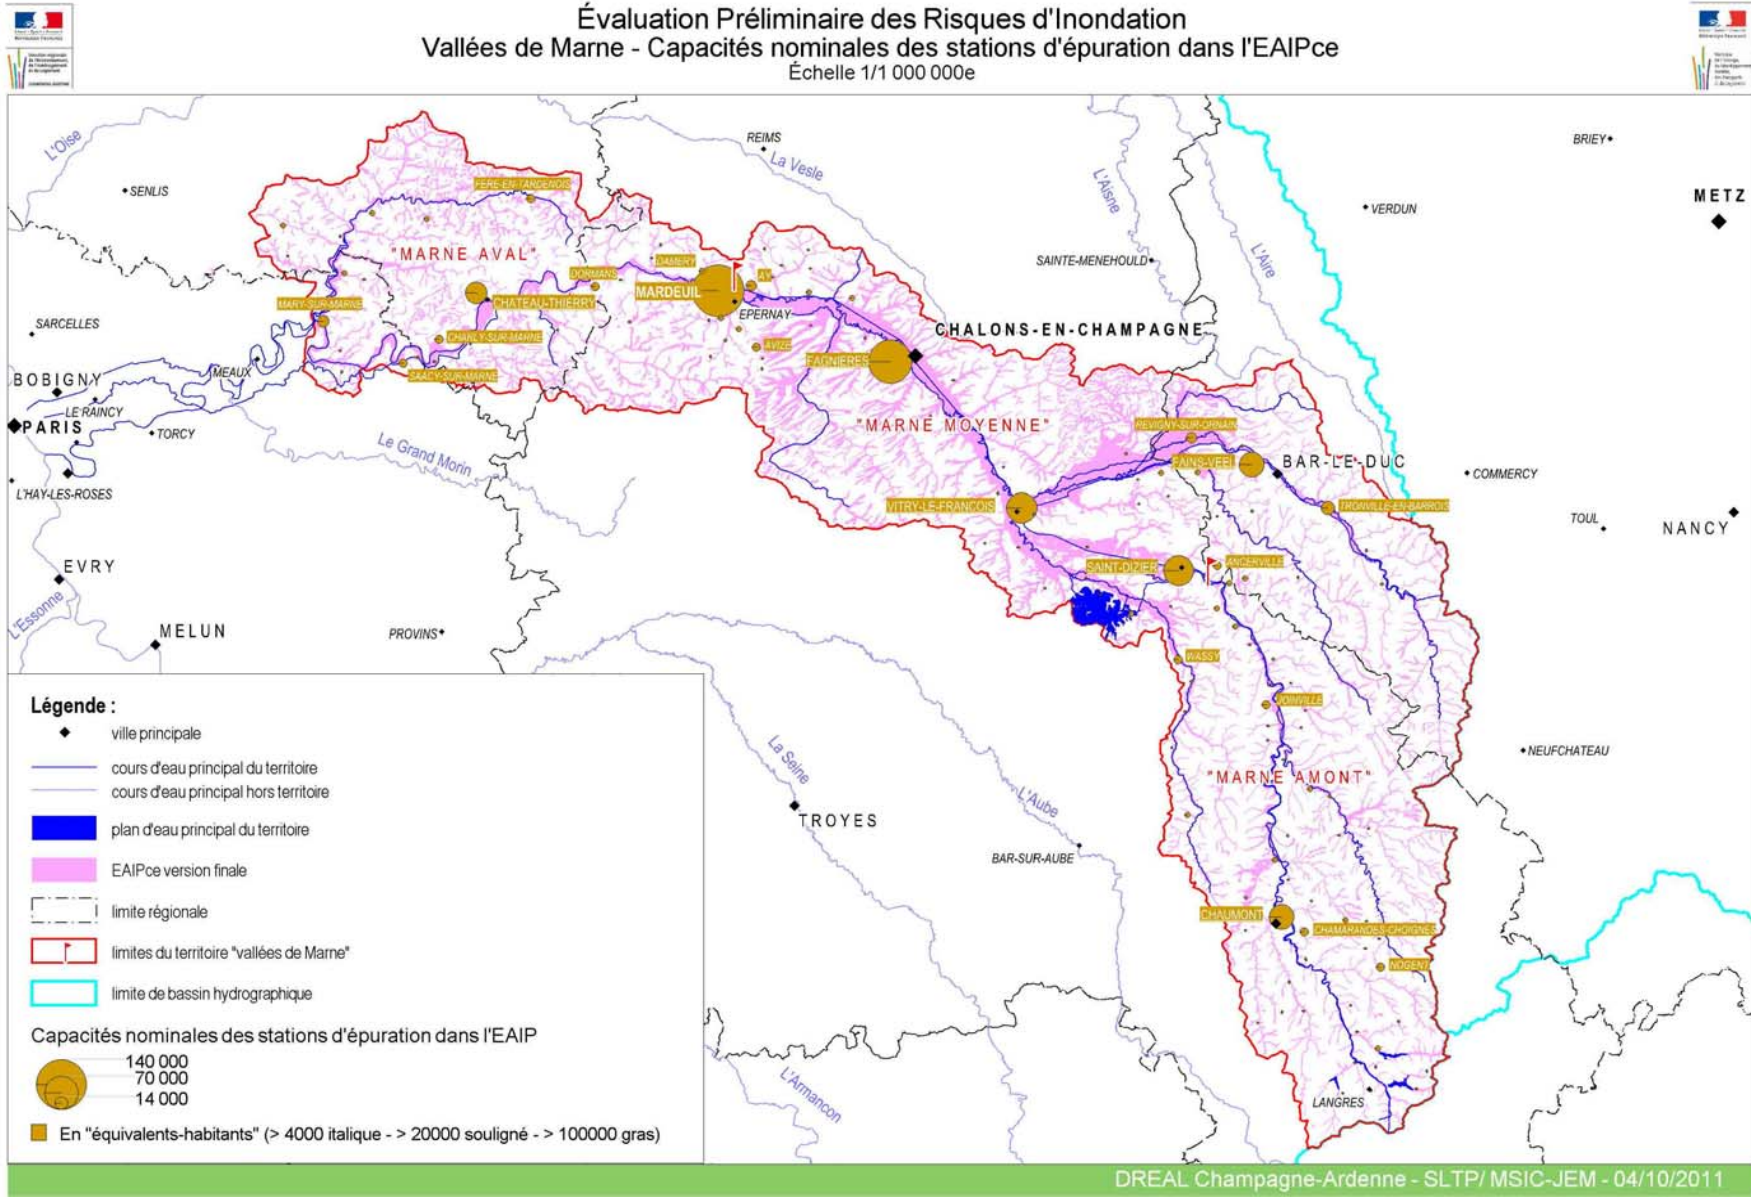 Évaluation Préliminaire des Risques d'Inondation
Vallées de Marne - Capacités nominales des stations d'épuration dans l'EAIPce
Échelle 1/1 000 000e
L'Oise
SENLIS
REIMS
La Vesle
L'Aisne
L'Aire
BRIEY
METZ
VERDUN
SAINTE-MENEHOULD
FERE-EN-TARDENOIS
"MARNE AVAL"
DAMERY
DORMANS
AY
MARDEUIL
EPERNAY
MARY-SUR-MARNE
CHATEAU-THIERRY
CHARLY-SUR-MARNE
SAACY-SUR-MARNE
AVIZE
FAGNIERES
CHALONS-EN-CHAMPAGNE
SARCELLES
BOBIGNY
MEAUX
LE RAINCY
PARIS
TORCY
L'HAY-LES-ROSES
Le Grand Morin
"MARNE MOYENNE"
REVIGNY-SUR-ORNAIN
FAINS-VEEL
BAR-LE-DUC
COMMERCY
VITRY-LE-FRANCOIS
TRONVILLE-EN-BARROIS
TOUL
NANCY
EVRY
L'Essonne
MELUN
PROVINS
SAINT-DIZIER
ANCERVILLE
WASSY
JOINVILLE
NEUFCHATEAU
"MARNE AMONT"
La Seine
TROYES
L'Aube
BAR-SUR-AUBE
CHAUMONT
CHAMARANDES-CHOIGNES
NOGENT
LANGRES
L'Armancon
Légende :
ville principale
cours d'eau principal du territoire
cours d'eau principal hors territoire
plan d'eau principal du territoire
EAIPce version finale
limite régionale
limites du territoire "vallées de Marne"
limite de bassin hydrographique
Capacités nominales des stations d'épuration dans l'EAIP
140 000
70 000
14 000
En "équivalents-habitants" (> 4000 italique - > 20000 souligné - > 100000 gras)
DREAL Champagne-Ardenne - SLTP/ MSIC-JEM - 04/10/2011